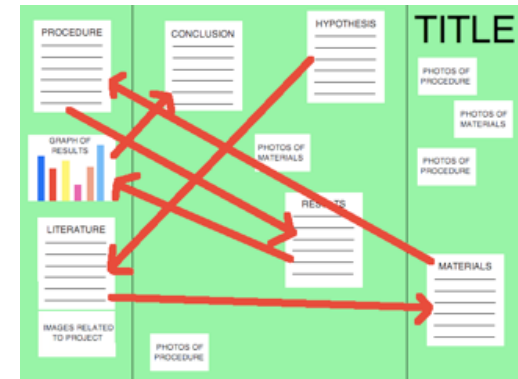 PROCEDURE
CONCLUSION
HYPOTHESIS
TITLE
PHOTOS OF
PROCEDURE
PHOTOS OF
MATERIALS
PHOTOS OF
PROCEDURE
GRAPH OF
RESULTS
PHOTOS OF
MATERIALS
RESULTS
LITERATURE
MATERIALS
IMAGES RELATED
TO PROJECT
PHOTOS OF
PROCEDURE